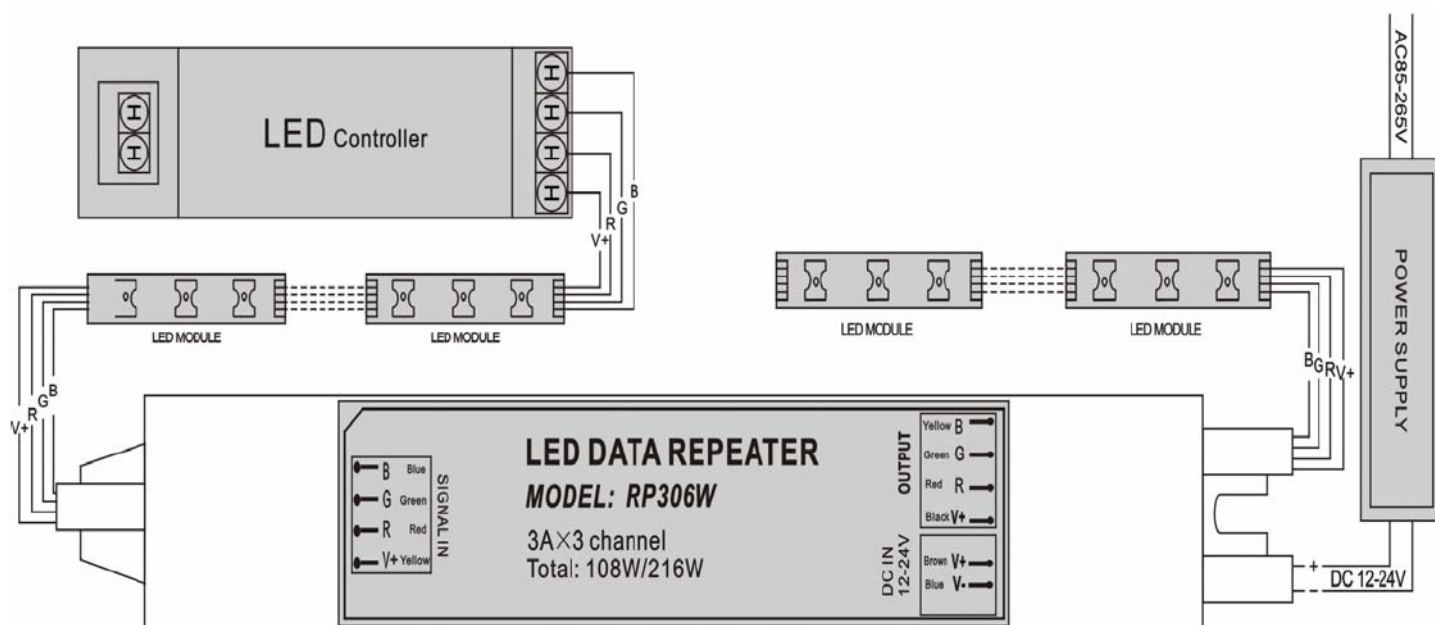 LED Controller
B
G
R
V+
LED MODULE
LED MODULE
V+
R
G
B
LED MODULE
LED MODULE
B
G
R
V+
AC85-265V
POWER SUPPLY
SIGNAL IN
B Blue
G Green
R Red
V+ Yellow
LED DATA REPEATER
MODEL: RP306W
3A×3 channel
Total: 108W/216W
OUTPUT
Yellow B
Green G
Red R
Black V+
DC IN
12-24V
Brown V+
Blue V-
+
-
DC 12-24V